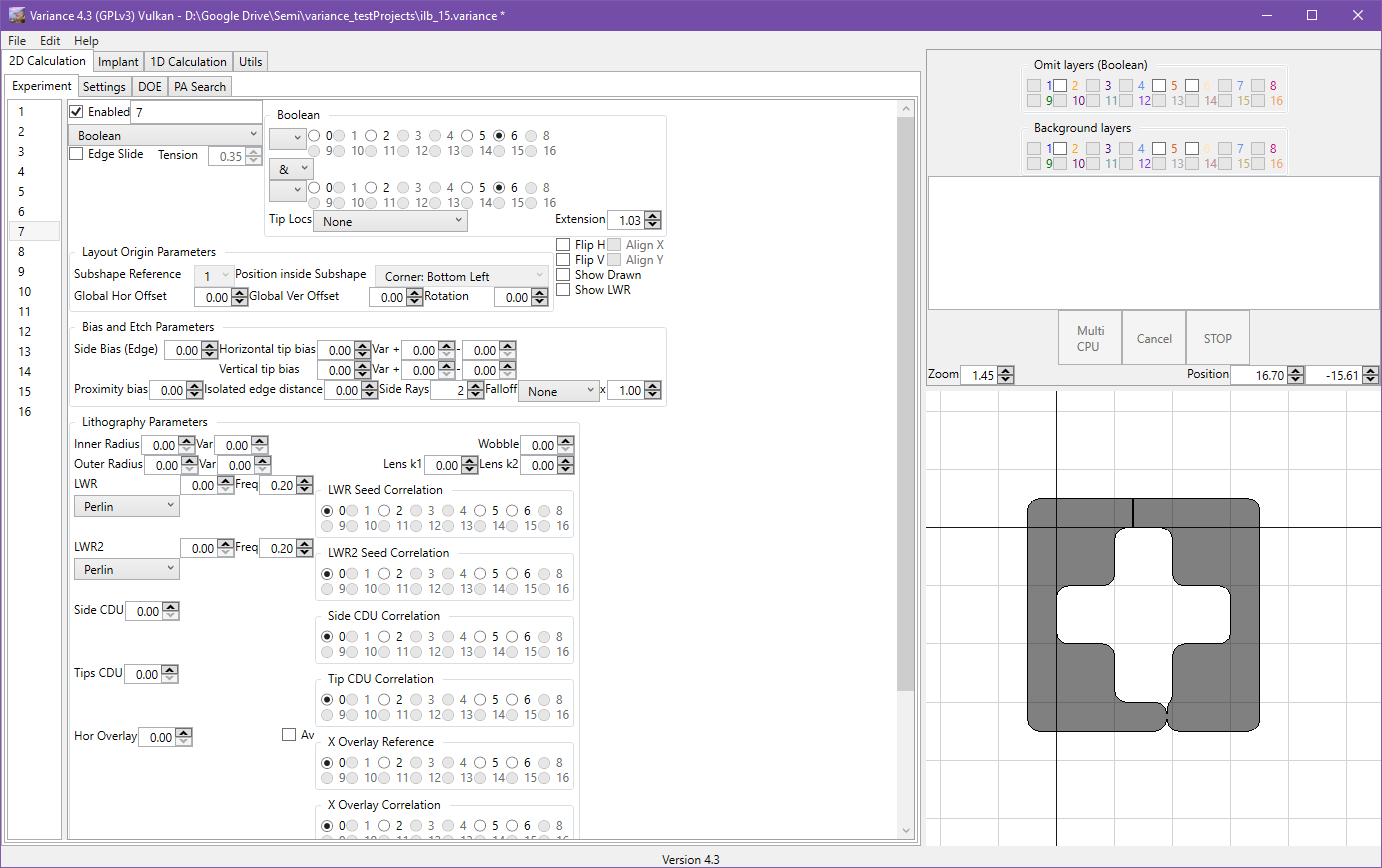 Variance 4.3 (GPLv3) Vulkan - D:\Google Drive\Semi\variance_testProjects\ilb_15.variance *
File Edit Help
2D Calculation Implant 1D Calculation Utils
Experiment Settings DOE PA Search
1
2
3
4
5
6
7
8
9
10
11
12
13
14
15
16
Enabled 7
Boolean
Edge Slide Tension 0.35
Boolean
0 1 2 3 4 5 6 8
9 10 11 12 13 14 15 16
&
0 1 2 3 4 5 6 8
9 10 11 12 13 14 15 16
Tip Locs None Extension 1.03
Layout Origin Parameters
Subshape Reference 1 Position inside Subshape Corner: Bottom Left
Global Hor Offset 0.00 Global Ver Offset 0.00 Rotation 0.00
Flip H Align X
Flip V Align Y
Show Drawn
Show LWR
Bias and Etch Parameters
Side Bias (Edge) 0.00 Horizontal tip bias 0.00 Var + 0.00 - 0.00
Vertical tip bias 0.00 Var + 0.00 - 0.00
Proximity bias 0.00 Isolated edge distance 0.00 Side Rays 2 Falloff None x 1.00
Lithography Parameters
Inner Radius 0.00 Var 0.00 Wobble 0.00
Outer Radius 0.00 Var 0.00 Lens k1 0.00 Lens k2 0.00
LWR 0.00 Freq 0.20
Perlin
LWR Seed Correlation
0 1 2 3 4 5 6 8
9 10 11 12 13 14 15 16
LWR2 0.00 Freq 0.20
Perlin
LWR2 Seed Correlation
0 1 2 3 4 5 6 8
9 10 11 12 13 14 15 16
Side CDU 0.00
Side CDU Correlation
0 1 2 3 4 5 6 8
9 10 11 12 13 14 15 16
Tips CDU 0.00
Tip CDU Correlation
0 1 2 3 4 5 6 8
9 10 11 12 13 14 15 16
Hor Overlay 0.00 Av
X Overlay Reference
0 1 2 3 4 5 6 8
9 10 11 12 13 14 15 16
X Overlay Correlation
0 1 2 3 4 5 6 8
9 10 11 12 13 14 15 16
Omit layers (Boolean)
1 2 3 4 5 6 7 8
9 10 11 12 13 14 15 16
Background layers
1 2 3 4 5 6 7 8
9 10 11 12 13 14 15 16
Multi
CPU
Cancel
STOP
Zoom 1.45 Position 16.70 -15.61
Version 4.3